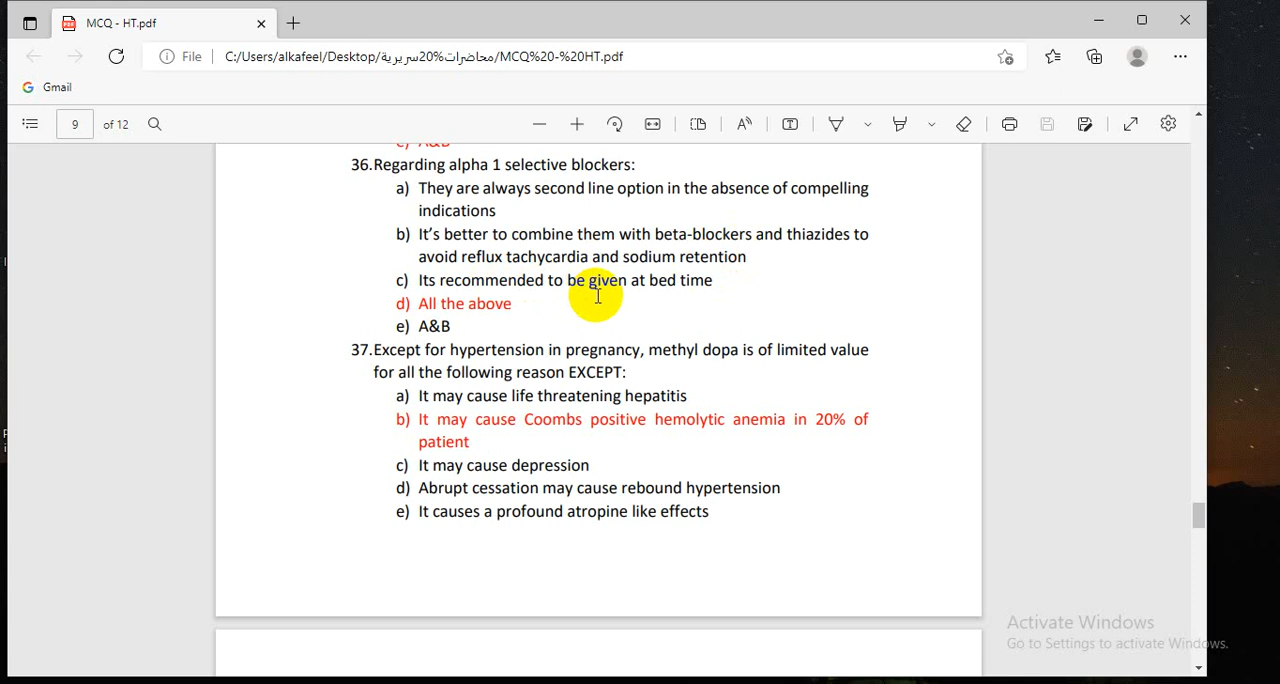 MCQ - HT.pdf
File | C:/Users/alkafeel/Desktop/محاضرات%20سريرية/MCQ%20-%20HT.pdf
Gmail
9 of 12
36.Regarding alpha 1 selective blockers:
a) They are always second line option in the absence of compelling
indications
b) It's better to combine them with beta-blockers and thiazides to
avoid reflux tachycardia and sodium retention
c) Its recommended to be given at bed time
d) All the above
e) A&B
37.Except for hypertension in pregnancy, methyl dopa is of limited value
for all the following reason EXCEPT:
a) It may cause life threatening hepatitis
b) It may cause Coombs positive hemolytic anemia in 20% of
patient
c) It may cause depression
d) Abrupt cessation may cause rebound hypertension
e) It causes a profound atropine like effects
Activate Windows
Go to Settings to activate Windows.